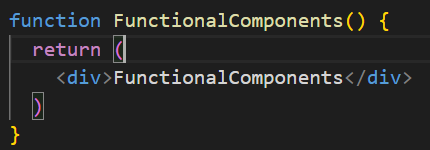 function FunctionalComponents() {
  return (
    <div>FunctionalComponents</div>
  )
}